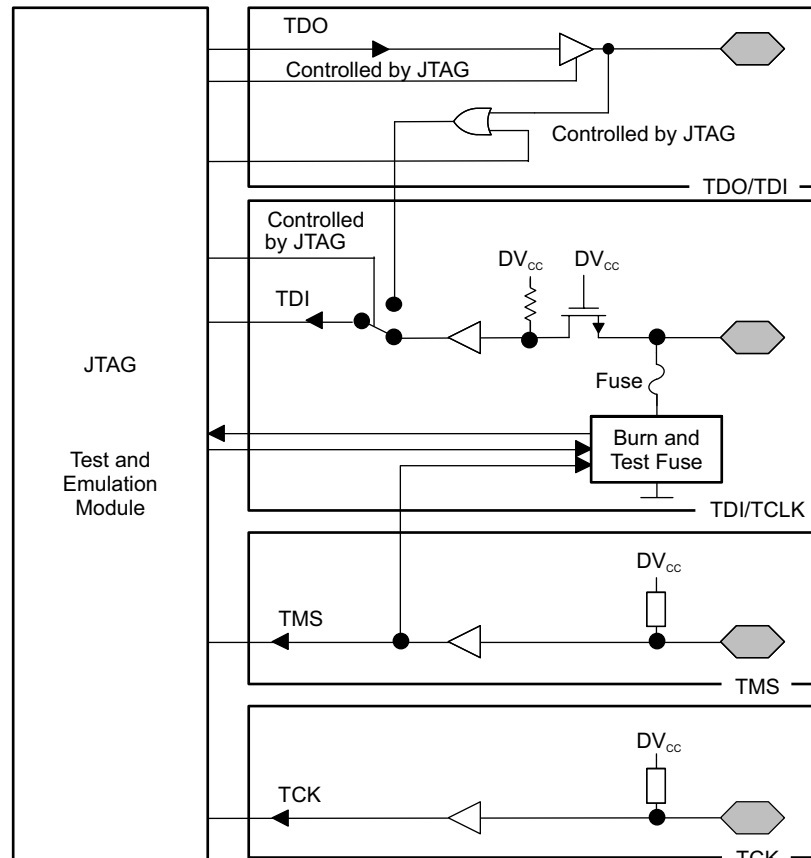 JTAG
Test and
Emulation
Module
TDO
Controlled by JTAG
Controlled by JTAG
TDO/TDI
Controlled
by JTAG
TDI
DVCC
DVCC
Fuse
Burn and
Test Fuse
TDI/TCLK
DVCC
TMS
TMS
DVCC
TCK
TCK